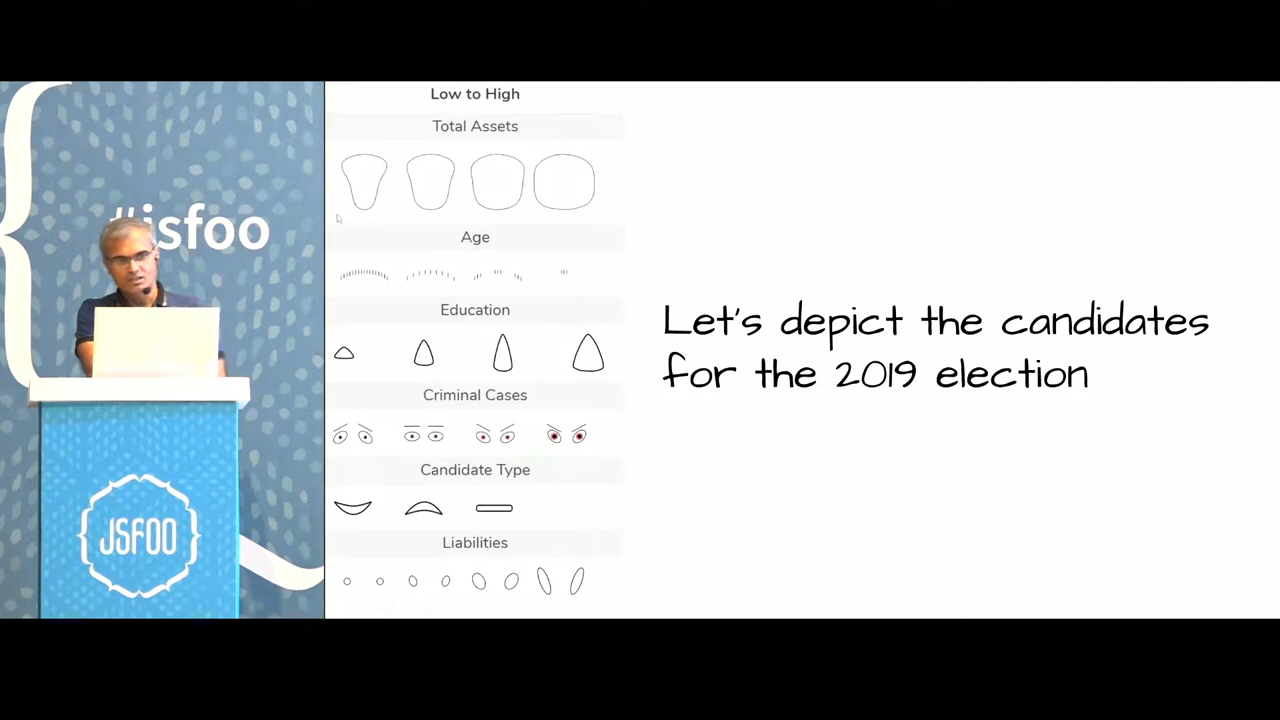 #jsfoo
JSFOO
Low to High
Total Assets
Age
Education
Criminal Cases
Candidate Type
Liabilities
Let's depict the candidates
for the 2019 election